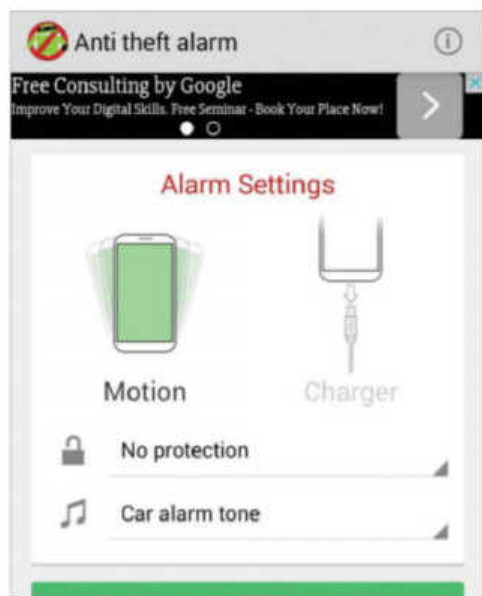 Anti theft alarm
Free Consulting by Google
Improve Your Digital Skills. Free Seminar - Book Your Place Now!
Alarm Settings
Motion
Charger
No protection
Car alarm tone